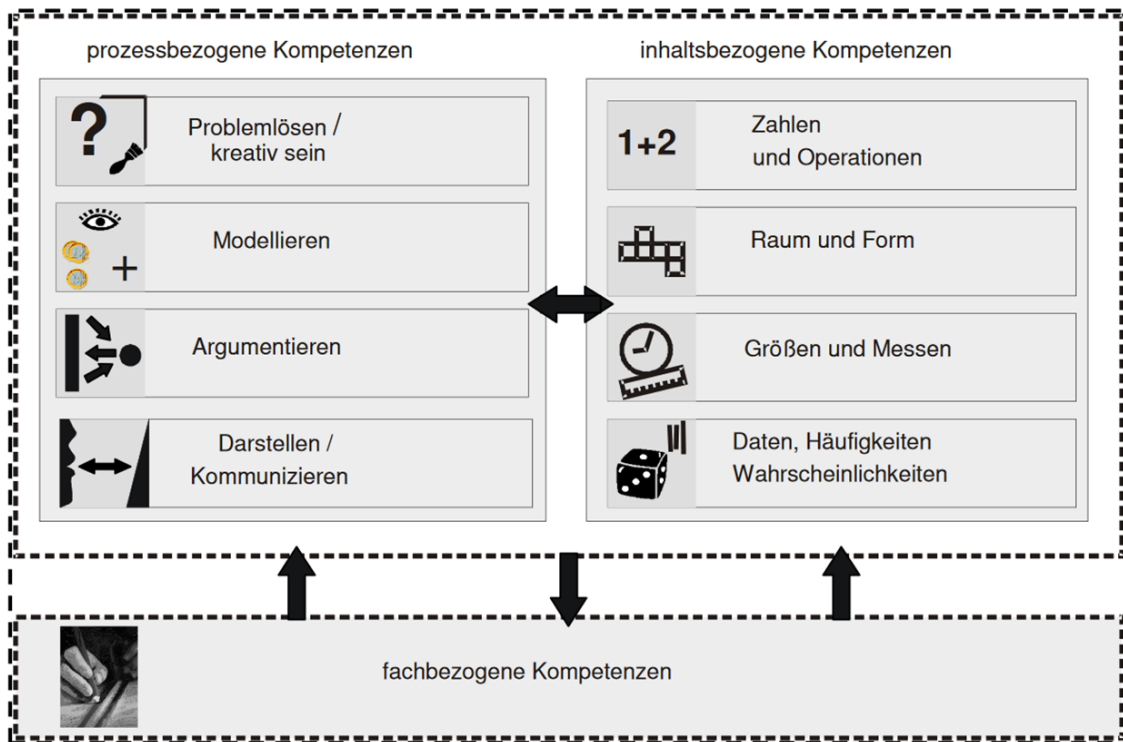 prozessbezogene Kompetenzen
Problemlösen /
kreativ sein
Modellieren
Argumentieren
Darstellen /
Kommunizieren
inhaltsbezogene Kompetenzen
1+2
Zahlen
und Operationen
Raum und Form
Größen und Messen
Daten, Häufigkeiten
Wahrscheinlichkeiten
fachbezogene Kompetenzen